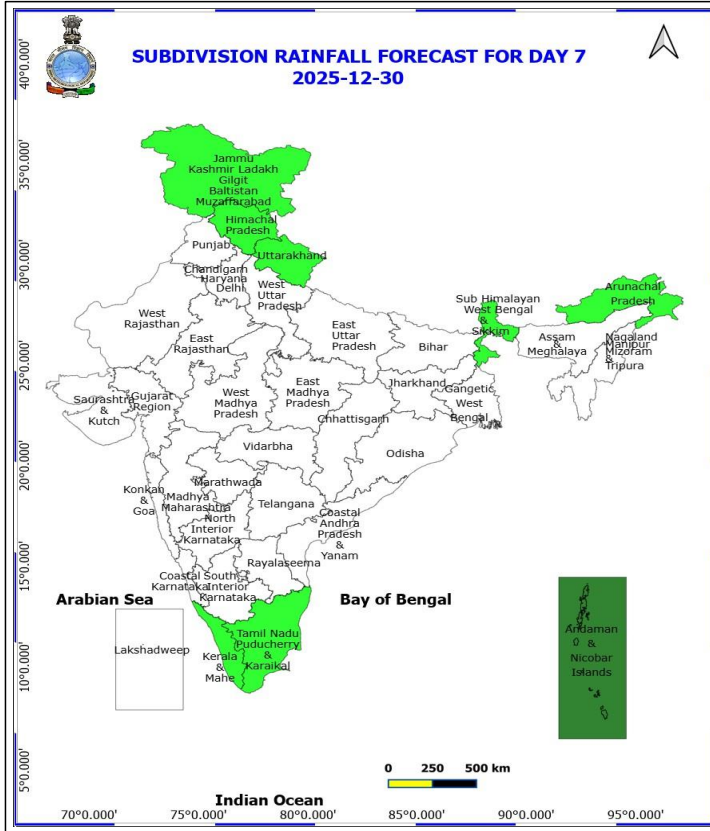 SUBDIVISION RAINFALL FORECAST FOR DAY 7
2025-12-30
40°0.000'
35°0.000'
30°0.000'
25°0.000'
20°0.000'
15°0.000'
10°0.000'
5°0.000'
Jammu
Kashmir Ladakh
Gilgit
Baltistan
Muzaffarabad
Himachal
Pradesh
Punjab
Uttarakhand
Chandigarh
Haryana
Delhi
West
Uttar
Pradesh
Arunachal
Pradesh
Sub Himalayan
West Bengal
&
Sikkim
West
Rajasthan
East
Rajasthan
East
Uttar
Pradesh
Bihar
Assam
&
Meghalaya
Nagaland
Manipur
Mizoram
&
Tripura
Saurashtra
&
Kutch
Gujarat
Region
West
Madhya
Pradesh
East
Madhya
Pradesh
Jharkhand
Gangetic
West
Bengal
Chhattisgarh
Vidarbha
Odisha
Konkan
&
Goa
Marathwada
Madhya
Maharashtra
Telangana
North
Interior
Karnataka
Coastal
Andhra
Pradesh
&
Yanam
Rayalaseema
Coastal
Karnataka
South
Interior
Karnataka
Arabian Sea
Bay of Bengal
Lakshadweep
Kerala
&
Mahe
Tamil Nadu
Puducherry
&
Karaikal
Andaman
&
Nicobar
Islands
0 250 500 km
Indian Ocean
70°0.000' 75°0.000' 80°0.000' 85°0.000' 90°0.000' 95°0.000'